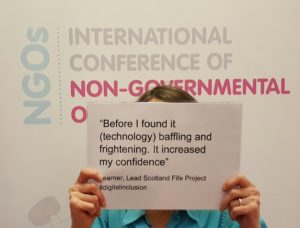 NGOs
INTERNATIONAL
CONFERENCE OF
NON-GOVERNMENTAL
O
"Before I found it
(technology) baffling and
frightening. It increased
my confidence"
Learner, Lead Scotland Fife Project
#digitalinclusion